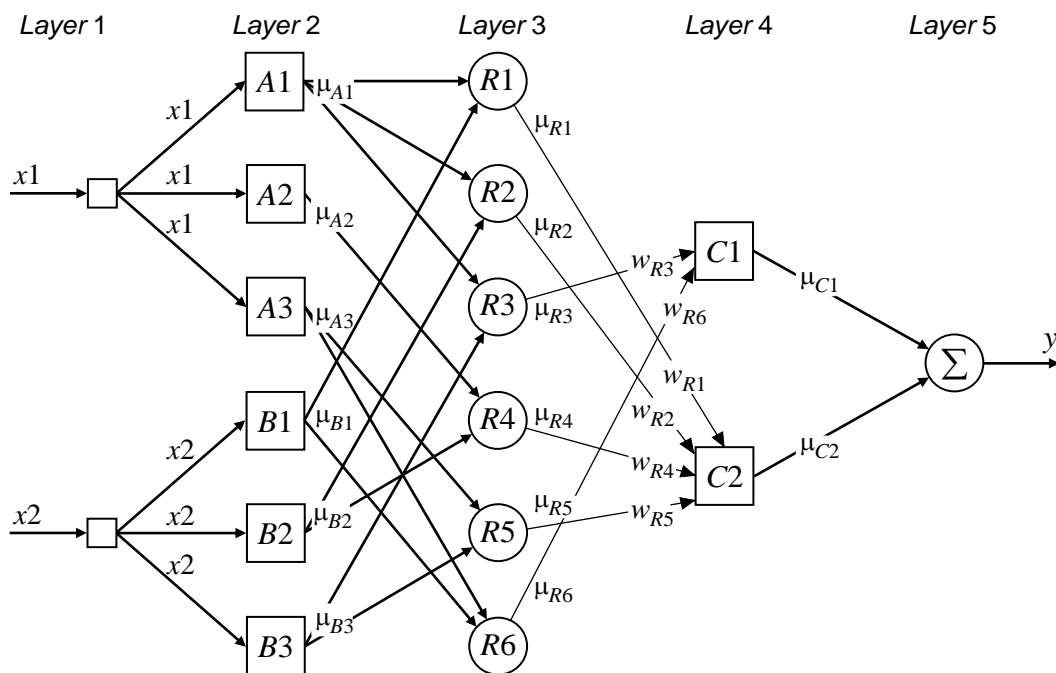 Layer 1 Layer 2 Layer 3 Layer 4 Layer 5
A1 μA1 R1
x1 μR1
x1 x1 A2 R2
μA2 μR2
x1 C1
wR3
A3 μA3 R3 μR3 μC1
wR6
y
Σ
wR1
B1 μB1 R4 μR4 wR2
x2 μC2
wR4 C2
x2 x2 B2 μB2 R5 μR5 wR5
x2
μR6
B3 μB3 R6